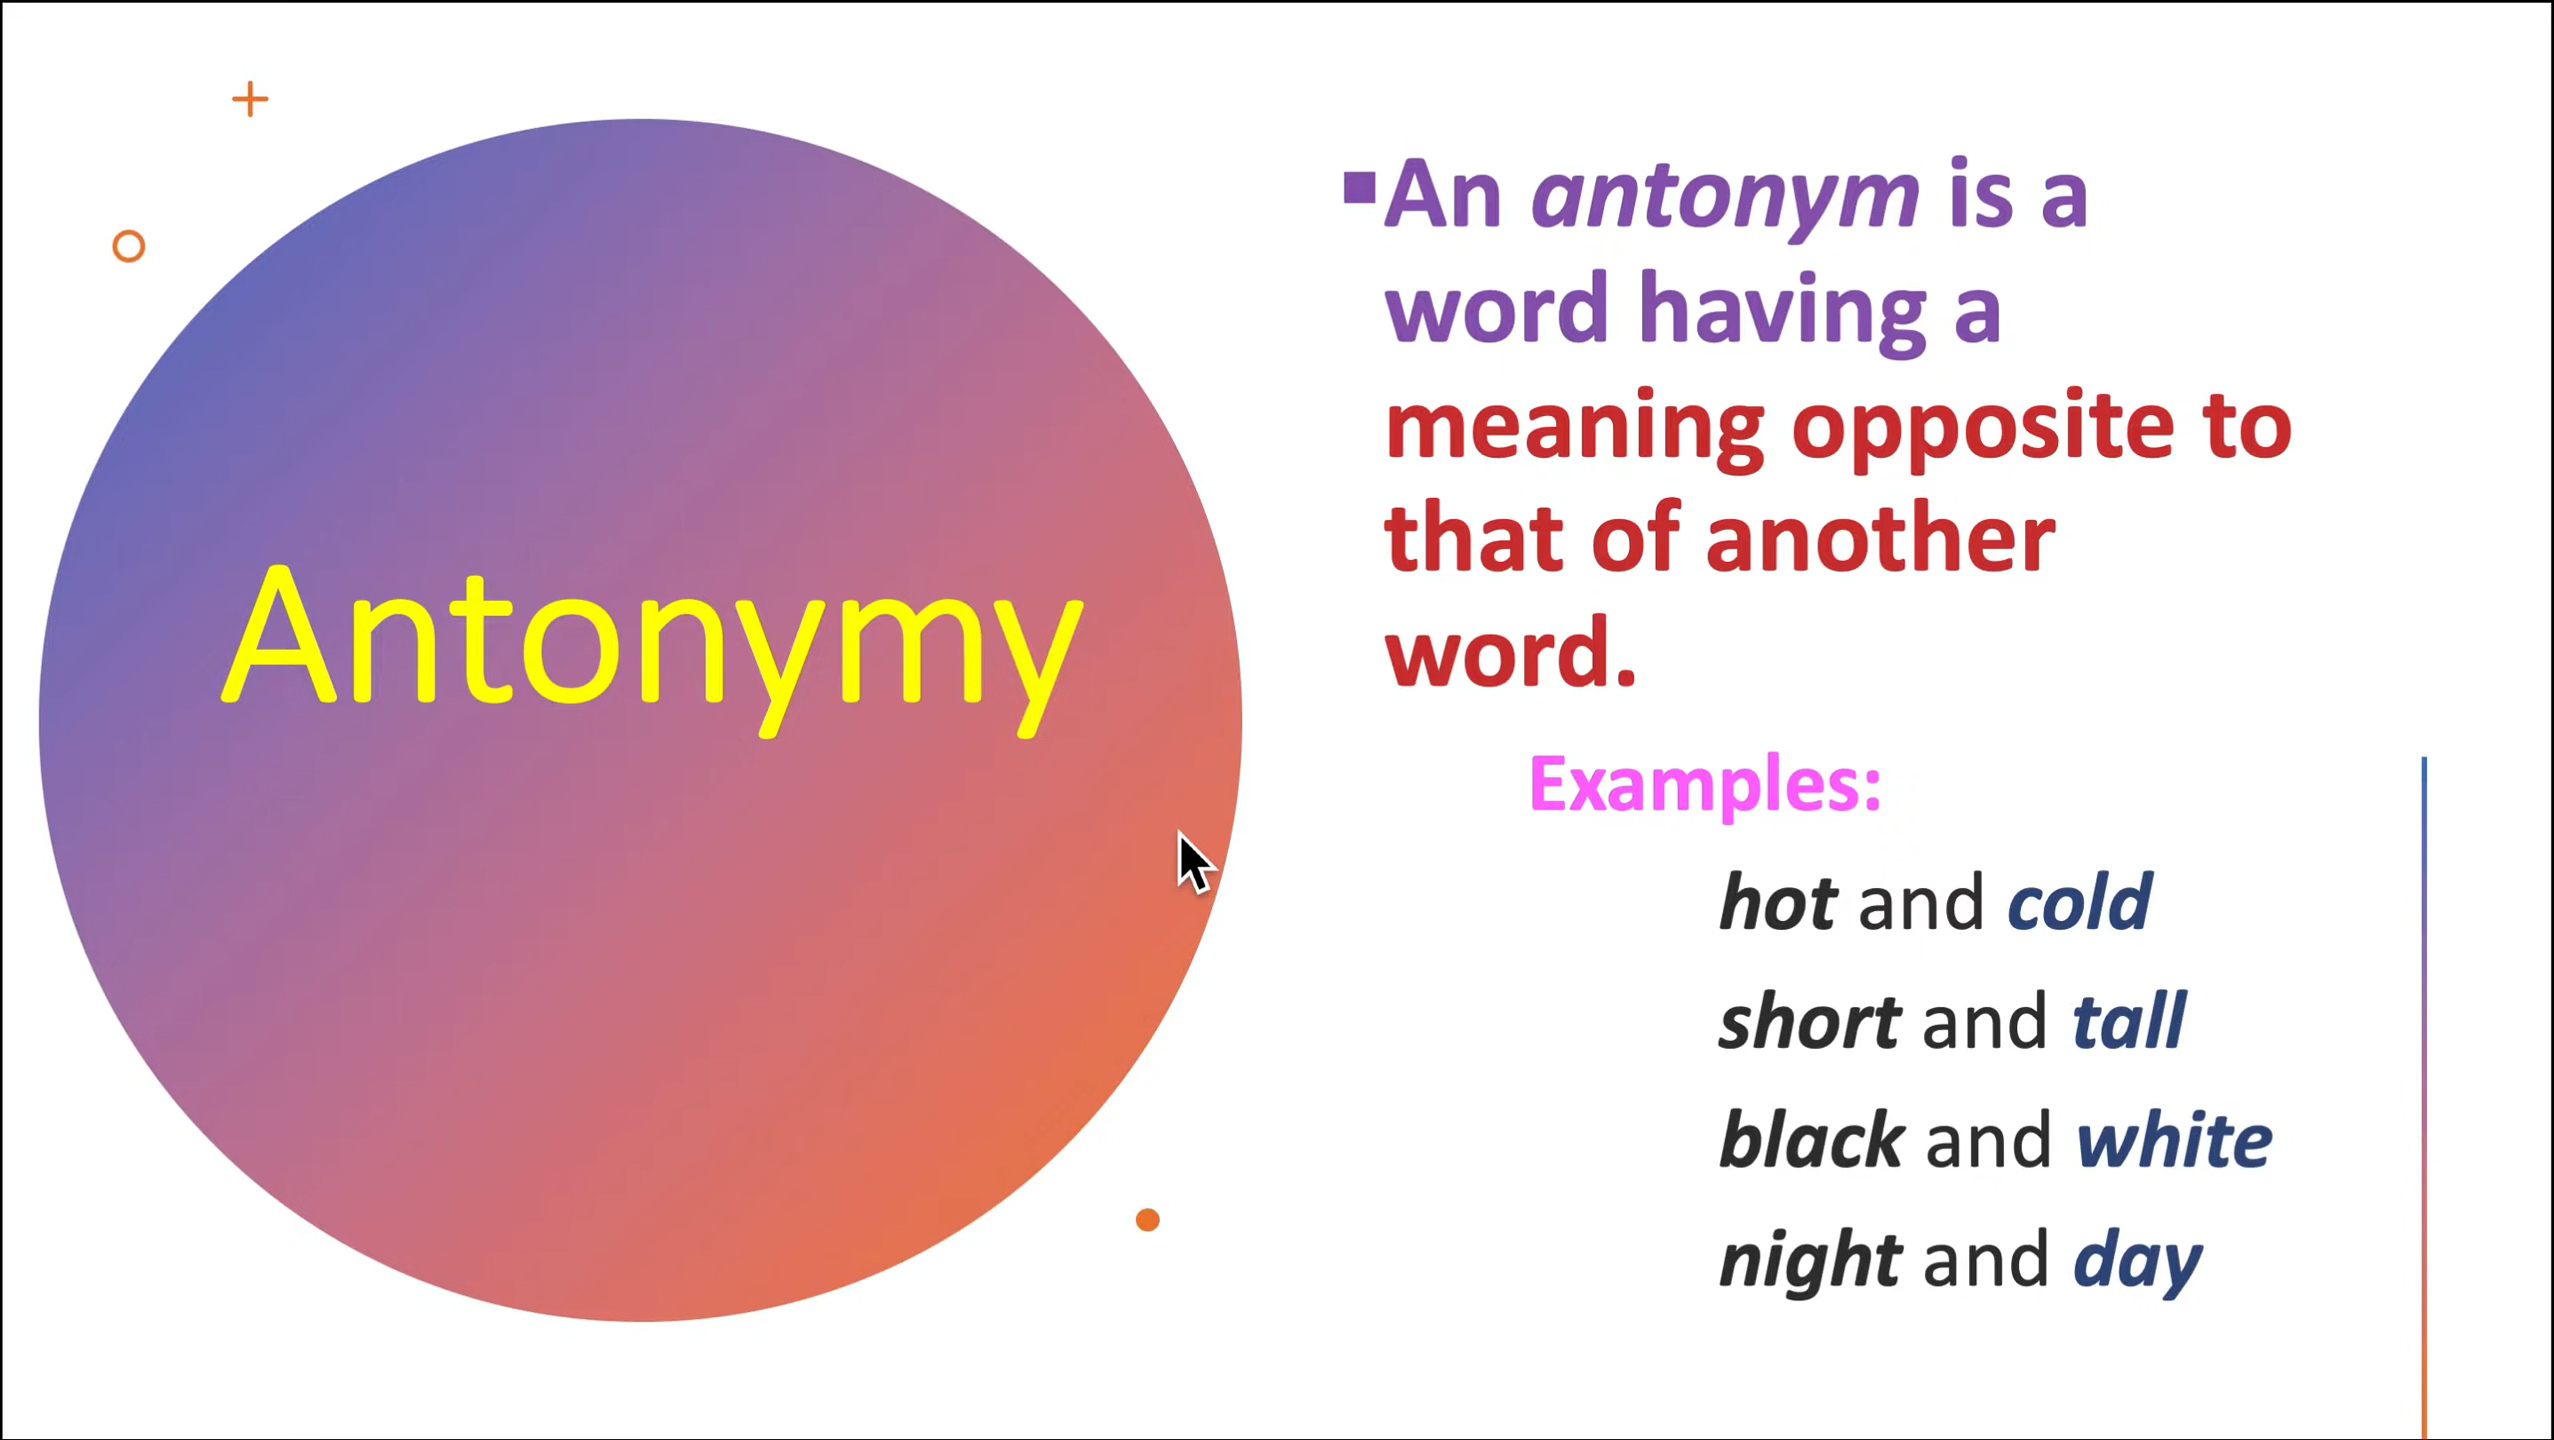 Antonymy
▪An antonym is a
word having a
meaning opposite to
that of another
word.
Examples:
hot and cold
short and tall
black and white
night and day